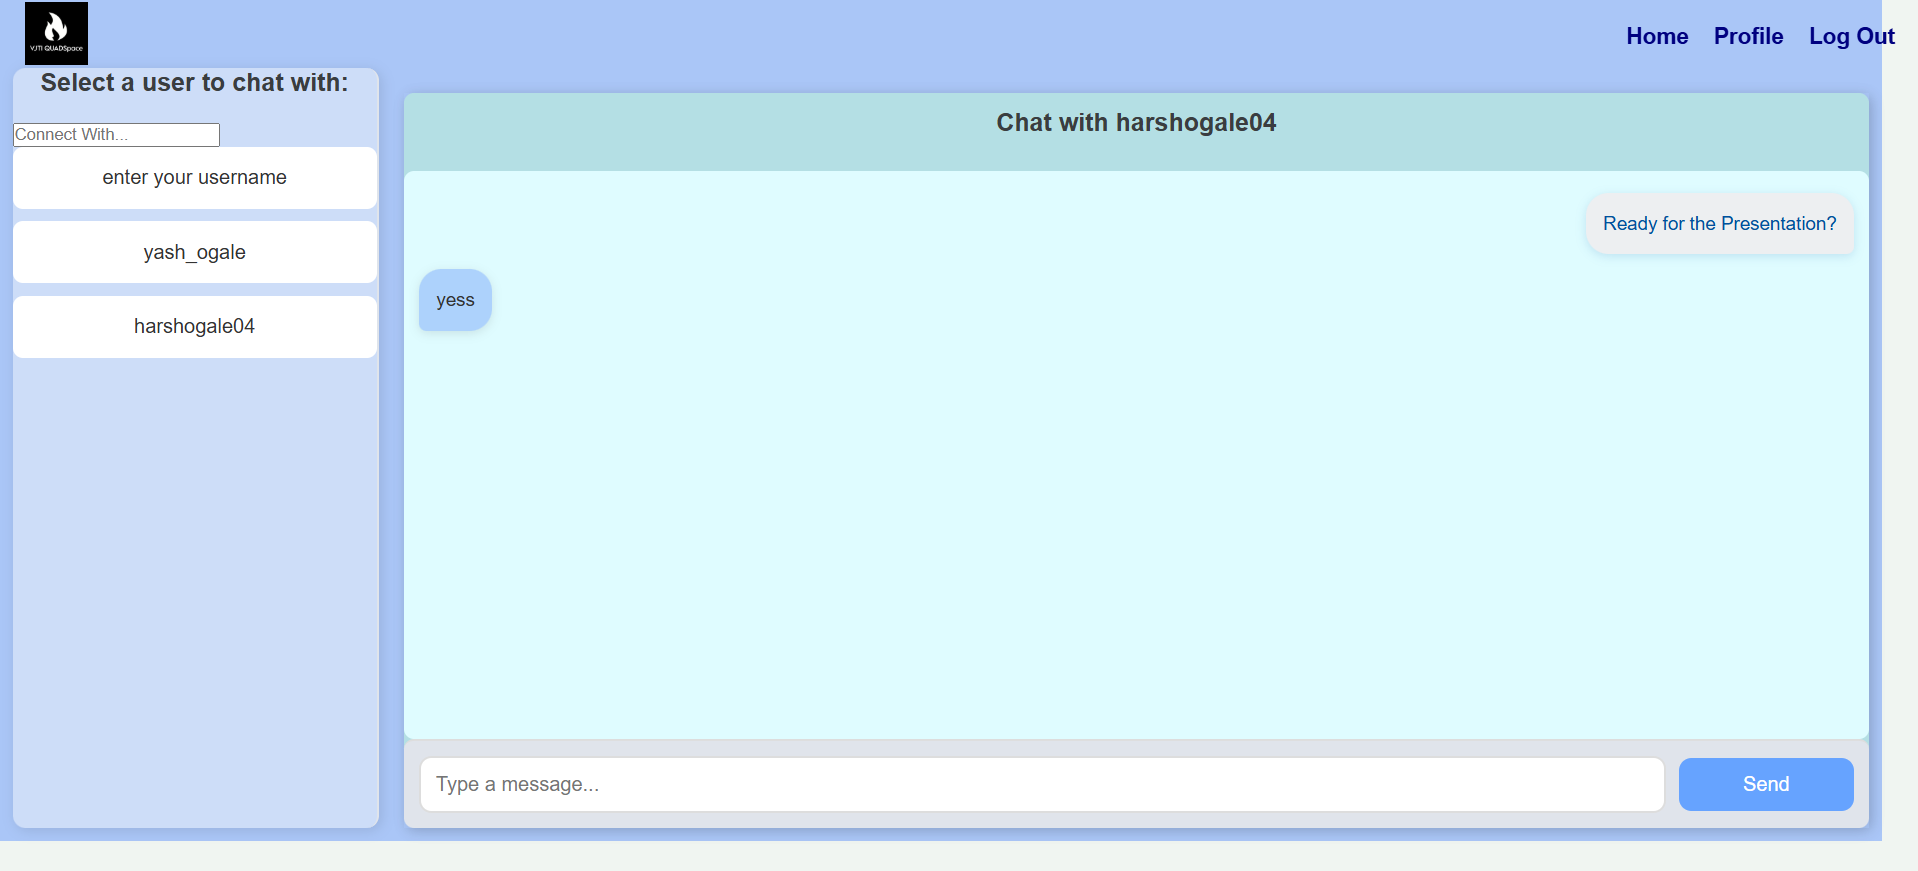 VJTI QUADSpace
Home Profile Log Out
Select a user to chat with:
Connect With...
enter your username
yash_ogale
harshogale04
Chat with harshogale04
Ready for the Presentation?
yess
Type a message...
Send